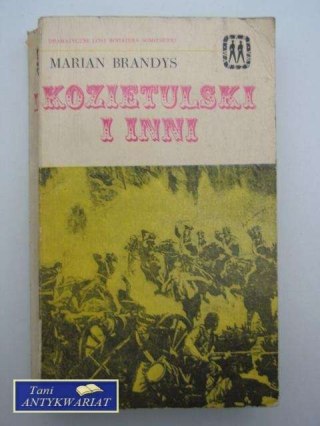 MARIAN BRANDYS
KOZIETULSKI
I INNI
Tani
ANTYKWARIAT